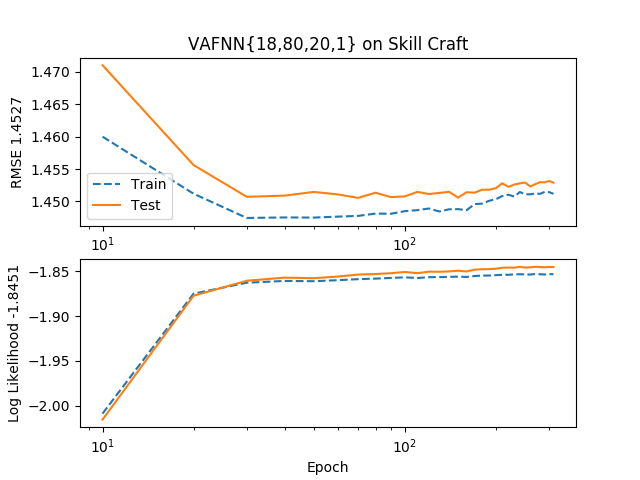 VAFNN{18,80,20,1} on Skill Craft
RMSE 1.4527
1.470
1.465
1.460
1.455
1.450
Train
Test
10¹
10²
Log Likelihood -1.8451
−1.85
−1.90
−1.95
−2.00
10¹
10²
Epoch